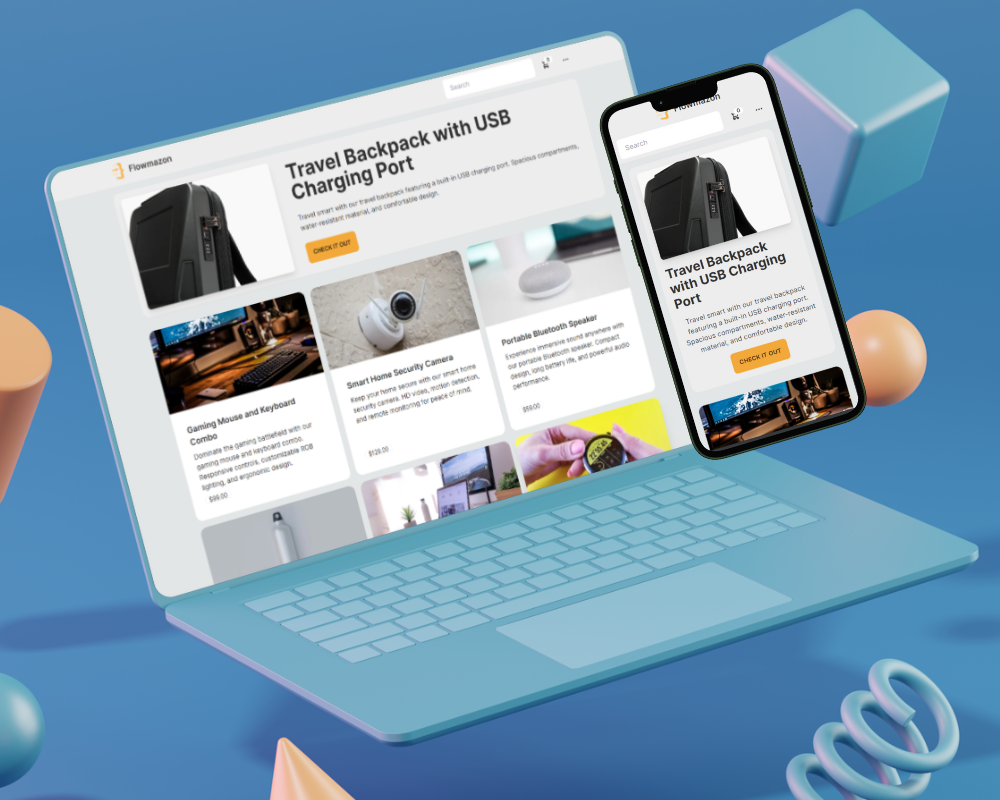 Search
Flowmazon
Travel Backpack with USB
Charging Port
Travel smart with our travel backpack featuring a built-in USB charging port. Spacious compartments,
water-resistant material, and comfortable design.
CHECK IT OUT
Gaming Mouse and Keyboard
Combo
Dominate the gaming battlefield with our
gaming mouse and keyboard combo.
Responsive controls, customizable RGB
lighting, and ergonomic design.
$99.00
Smart Home Security Camera
Keep your home secure with our smart home
security camera. HD video, motion detection,
and remote monitoring for peace of mind.
$129.00
Portable Bluetooth Speaker
Experience immersive sound anywhere with
our portable Bluetooth speaker. Compact
design, long battery life, and powerful audio
performance.
$59.00
Flowmazon
Search
0
Travel Backpack
with USB Charging
Port
Travel smart with our travel backpack
featuring a built-in USB charging port.
Spacious compartments, water-resistant
material, and comfortable design.
CHECK IT OUT